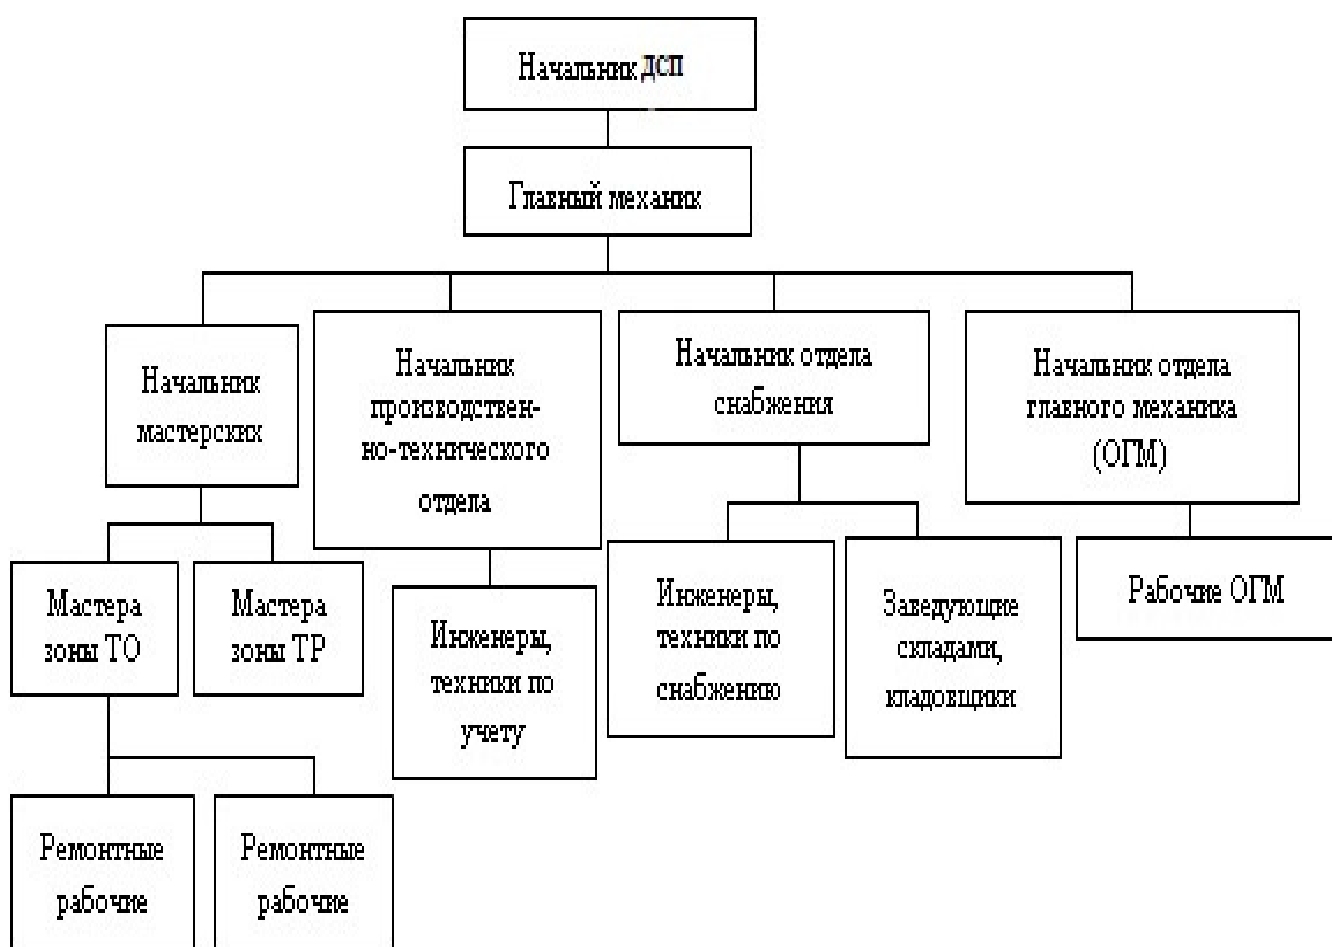 Начальник ДСП
Главный механик
Начальник
мастерских
Начальник
производствен-
но-технического
отдела
Начальник отдела
снабжения
Начальник отдела
главного механика
(ОГМ)
Мастера
зоны ТО
Мастера
зоны ТР
Инженеры,
техники по
учету
Инженеры,
техники по
снабжению
Заведующие
складами,
кладовщики
Рабочие ОГМ
Ремонтные
рабочие
Ремонтные
рабочие